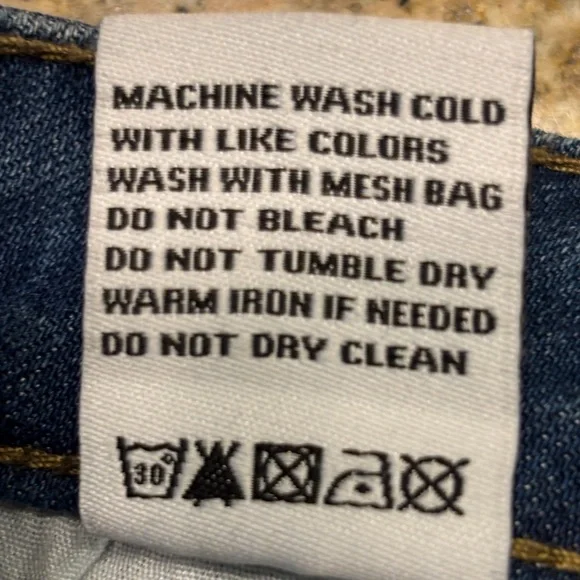 MACHINE WASH COLD
WITH LIKE COLORS
WASH WITH MESH BAG
DO NOT BLEACH
DO NOT TUMBLE DRY
WARM IRON IF NEEDED
DO NOT DRY CLEAN
30°